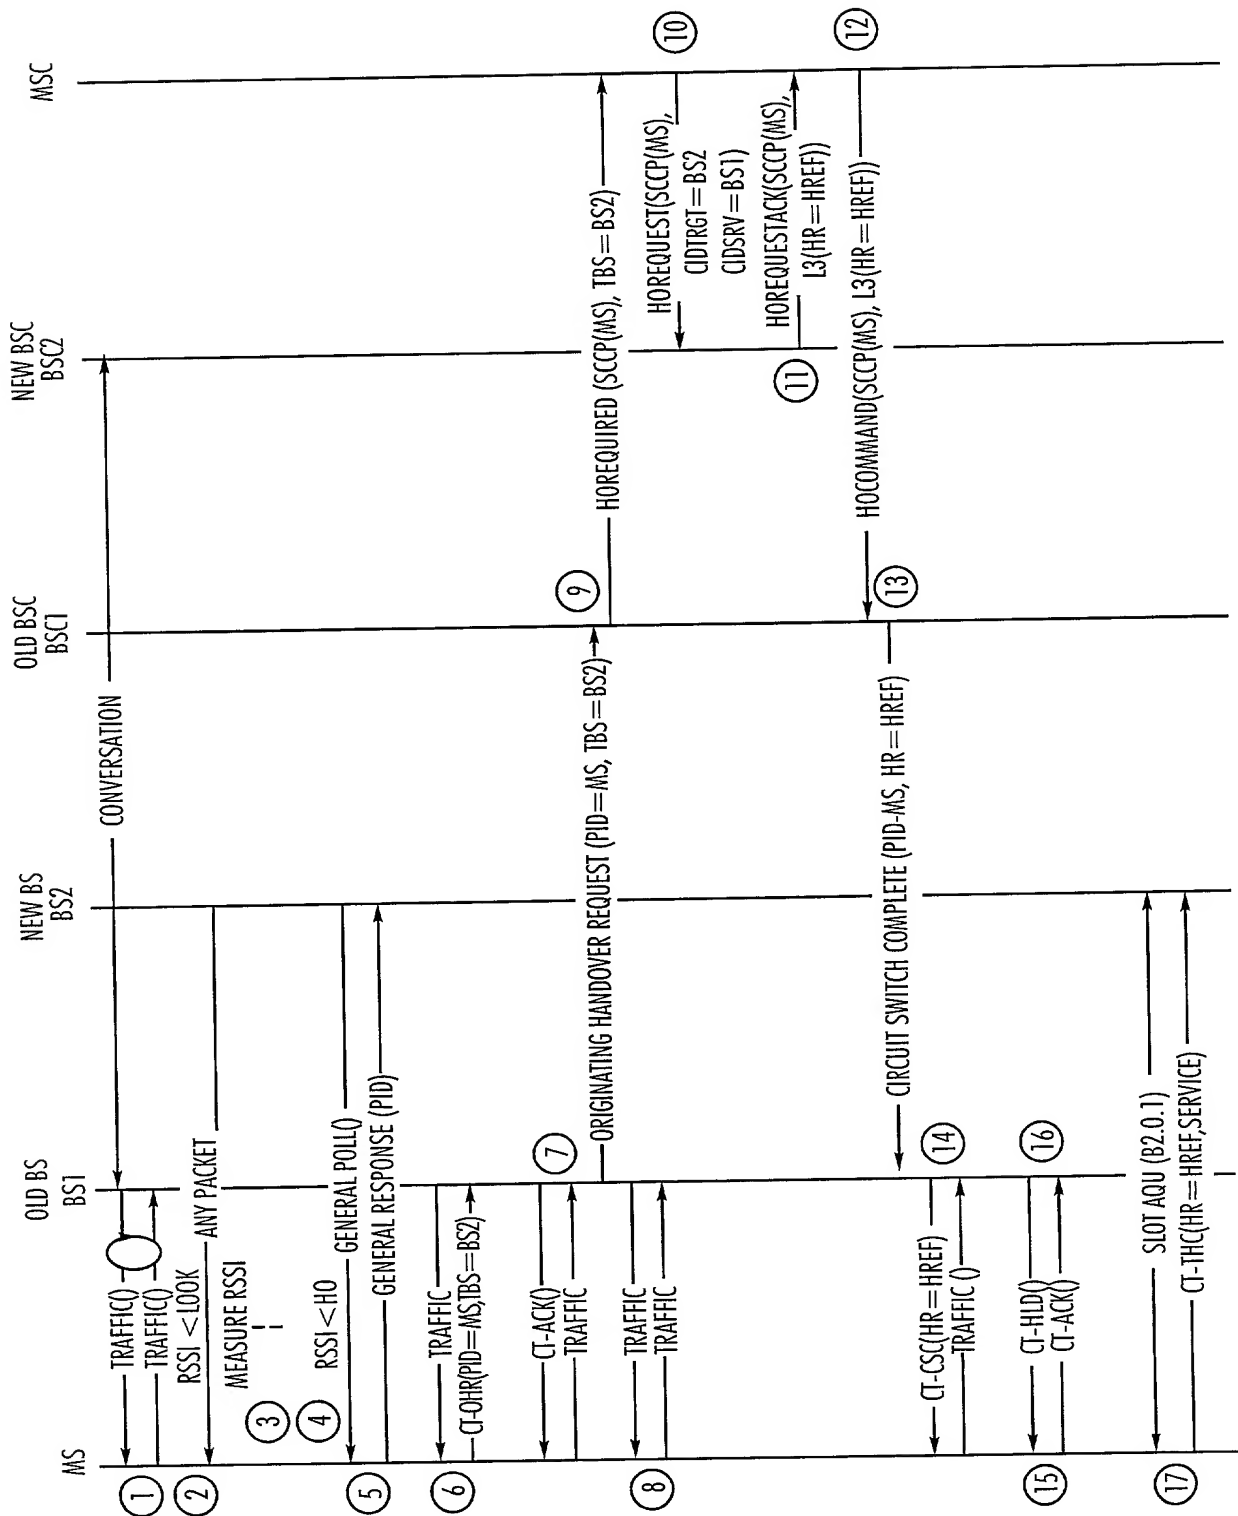 MS
OLD BS
BS1
NEW BS
BS2
OLD BSC
BSC1
NEW BSC
BSC2
MSC
CONVERSATION
1
TRAFFIC()
TRAFFIC()
2
RSSI < LOOK
ANY PACKET
MEASURE RSSI
3
4
RSSI < HO
GENERAL POLL()
5
GENERAL RESPONSE (PID)
6
TRAFFIC
CT-OHR(PID=MS,TBS=BS2)
CT-ACK()
TRAFFIC
7
ORIGINATING HANDOVER REQUEST (PID=MS, TBS=BS2)
8
TRAFFIC
TRAFFIC
9
HOREQUIRED (SCCP(MS), TBS=BS2)
10
HOREQUEST(SCCP(MS),
CIDTRGT=BS2
CIDSRV=BS1)
11
HOREQUESTACK(SCCP(MS),
L3(HR=HREF))
12
HOCOMMAND(SCCP(MS), L3(HR=HREF))
13
CIRCUIT SWITCH COMPLETE (PID-MS, HR=HREF)
14
CT-CSC(HR=HREF)
TRAFFIC ()
15
CT-HLD()
CT-ACK()
16
17
SLOT AQU (B2.0.1)
CT-THC(HR=HREF,SERVICE)